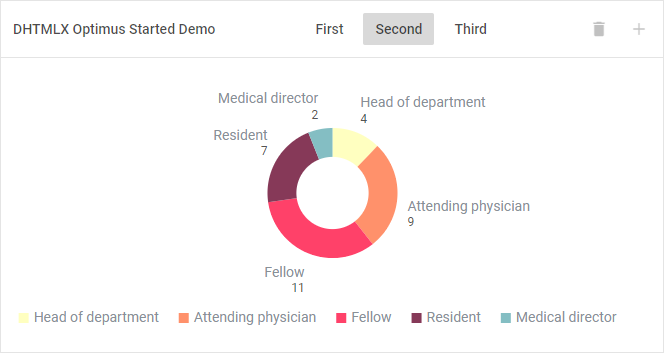 DHTMLX Optimus Started Demo First Second Third
Medical director
2
Head of department
4
Resident
7
Attending physician
9
Fellow
11
Head of department Attending physician Fellow Resident Medical director